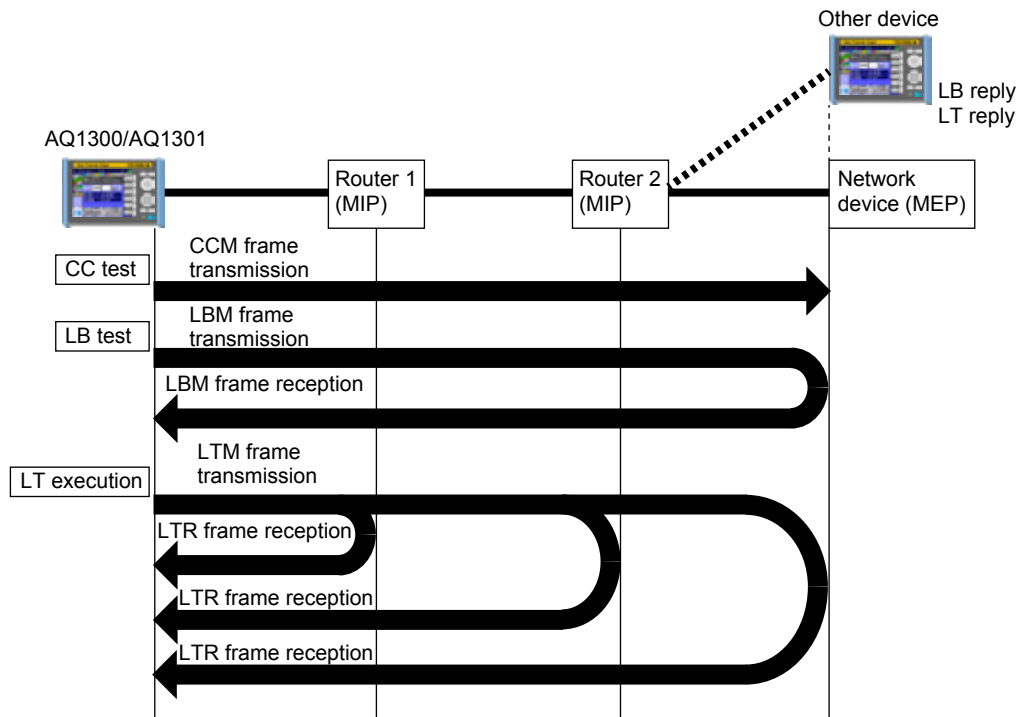 Other device
LB reply
LT reply
AQ1300/AQ1301
Router 1
(MIP)
Router 2
(MIP)
Network
device (MEP)
CC test
CCM frame
transmission
LB test
LBM frame
transmission
LBM frame reception
LT execution
LTM frame
transmission
LTR frame reception
LTR frame reception
LTR frame reception